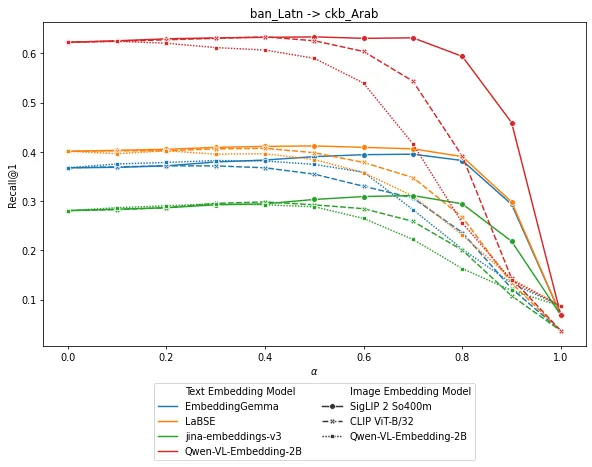 ban_Latn -> ckb_Arab
Recall@1
0.6
0.5
0.4
0.3
0.2
0.1
0.0 0.2 0.4 0.6 0.8 1.0
α
Text Embedding Model Image Embedding Model
EmbeddingGemma SigLIP 2 So400m
LaBSE CLIP ViT-B/32
jina-embeddings-v3 Qwen-VL-Embedding-2B
Qwen-VL-Embedding-2B